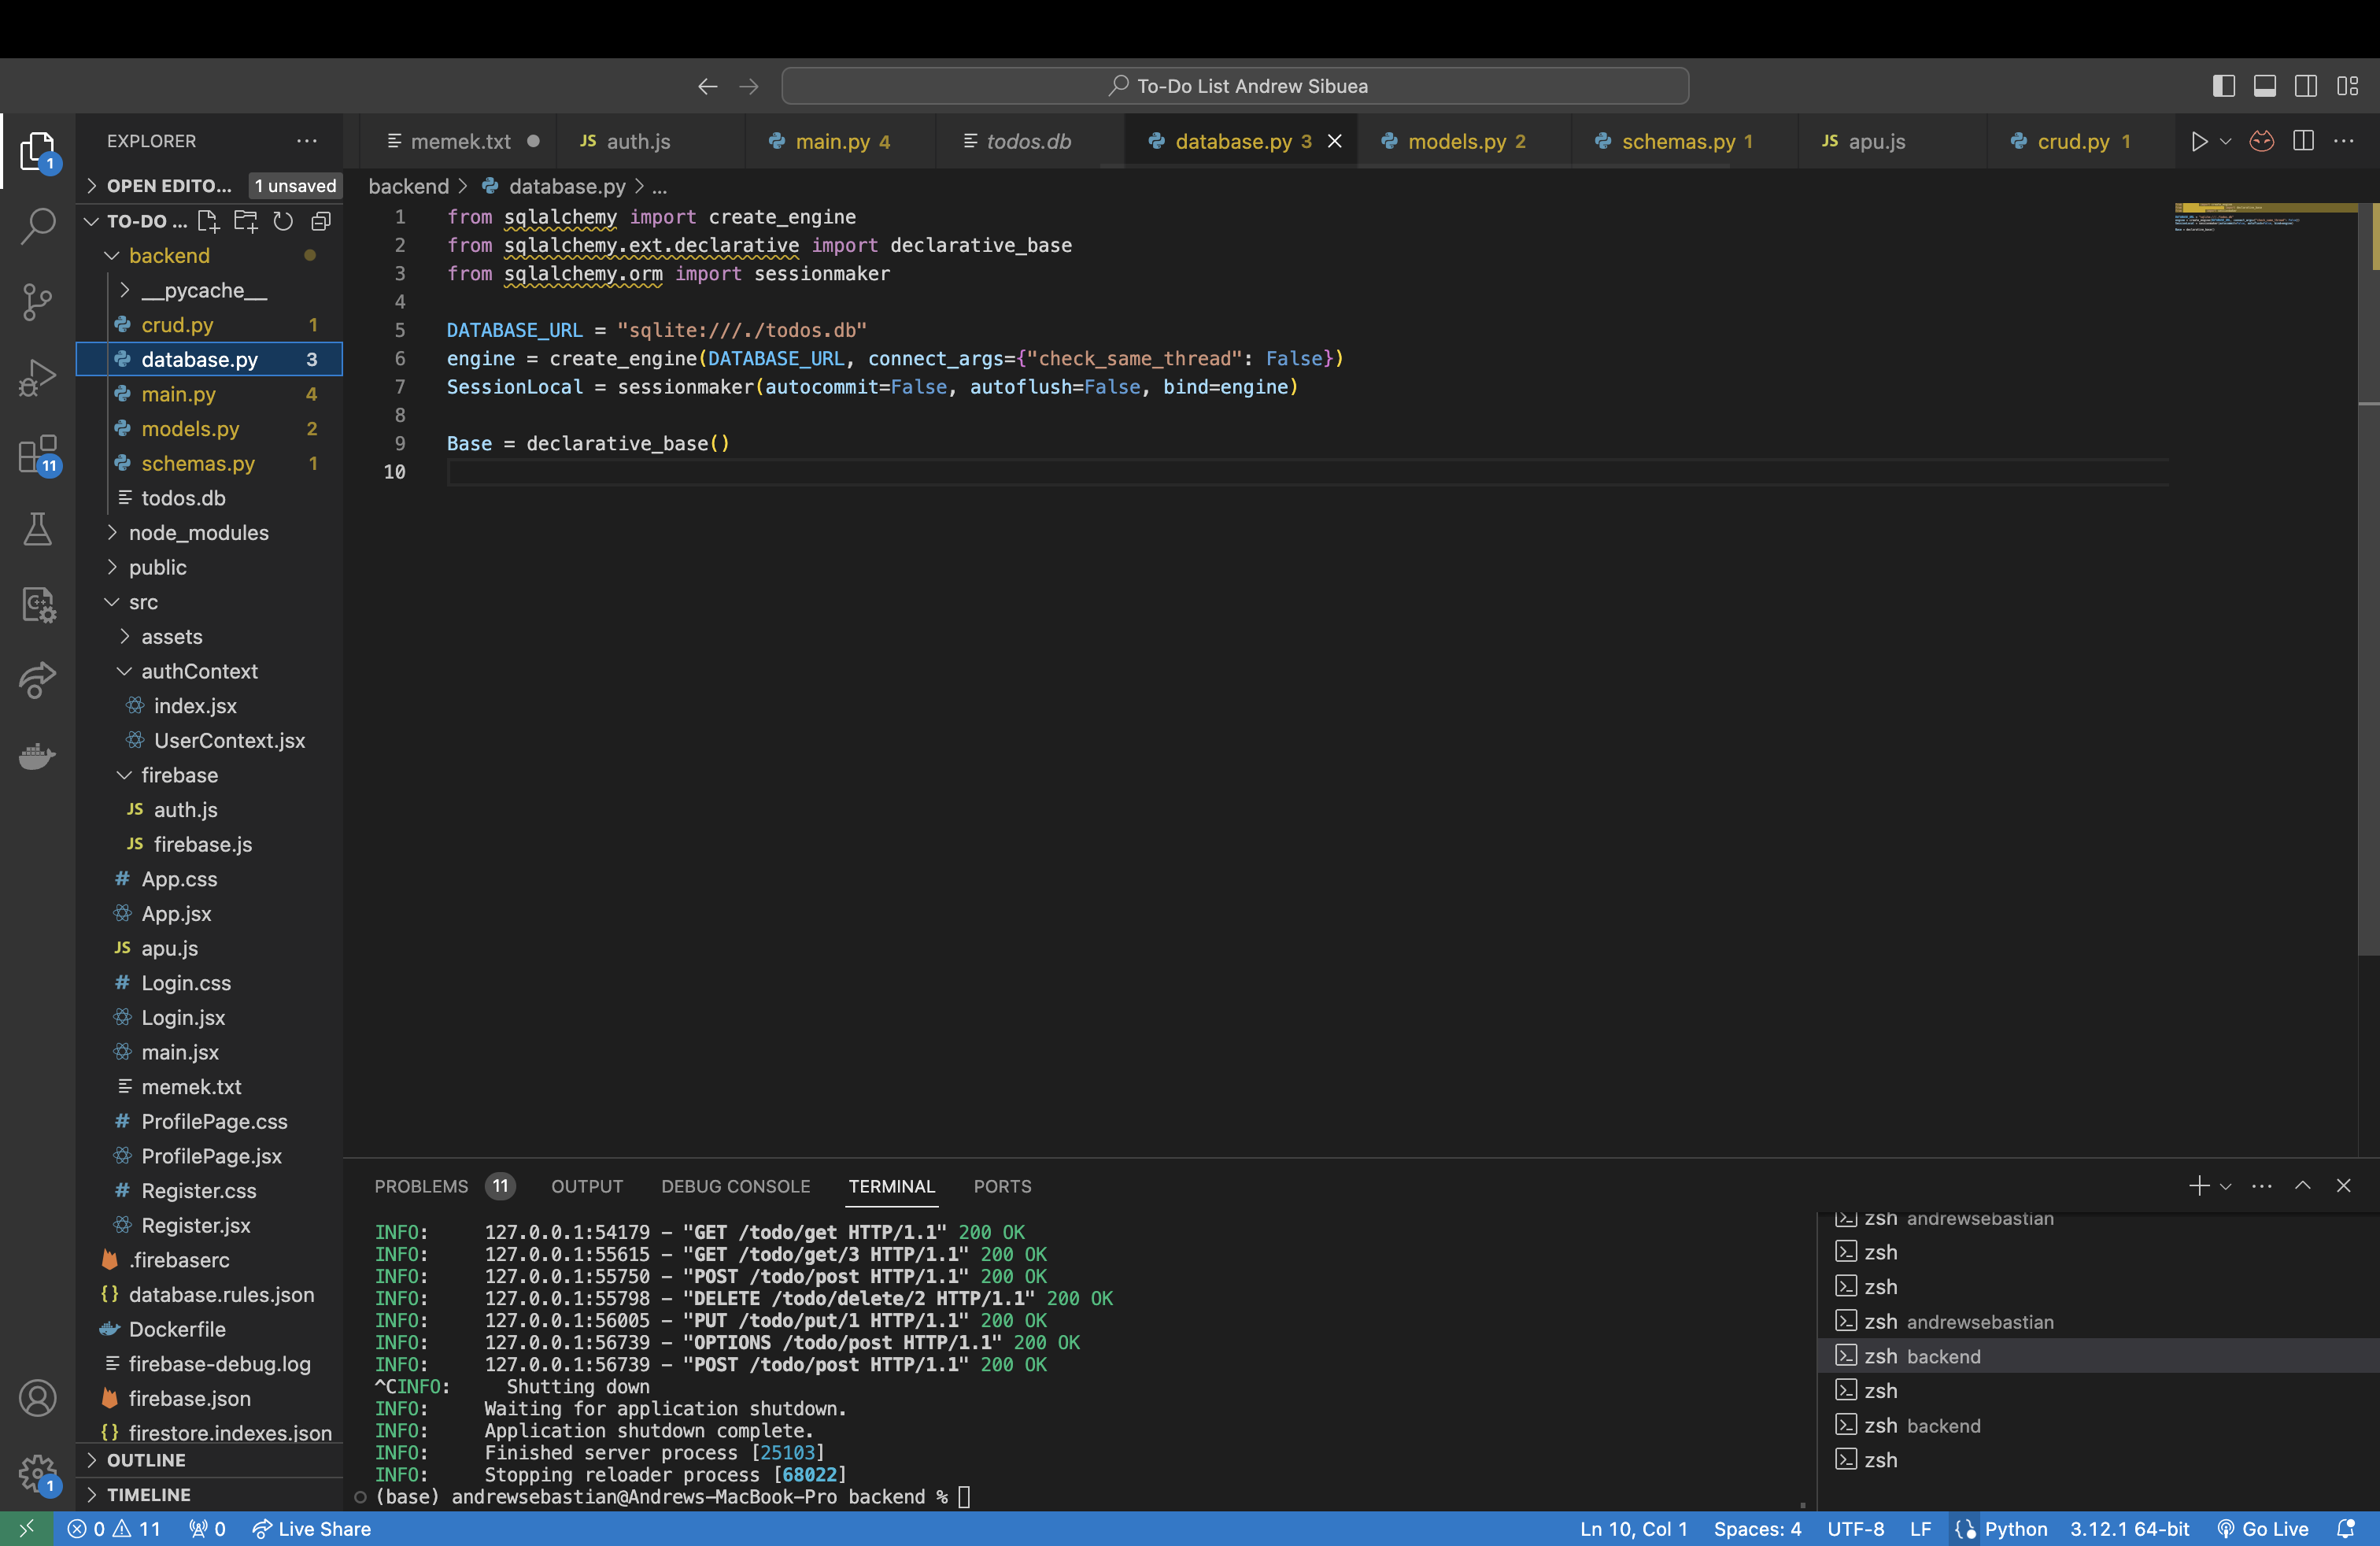 To-Do List Andrew Sibuea
EXPLORER
memek.txt
JS auth.js
main.py 4
todos.db
database.py 3
models.py 2
schemas.py 1
JS apu.js
crud.py 1
OPEN EDITO... 1 unsaved
TO-DO ...
backend
__pycache__
crud.py 1
database.py 3
main.py 4
models.py 2
schemas.py 1
todos.db
node_modules
public
src
assets
authContext
index.jsx
UserContext.jsx
firebase
JS auth.js
JS firebase.js
# App.css
App.jsx
JS apu.js
# Login.css
Login.jsx
main.jsx
memek.txt
# ProfilePage.css
ProfilePage.jsx
# Register.css
Register.jsx
.firebaserc
{} database.rules.json
Dockerfile
firebase-debug.log
firebase.json
{} firestore.indexes.json
OUTLINE
TIMELINE
1
11
1
backend > database.py > ...
1 from sqlalchemy import create_engine
2 from sqlalchemy.ext.declarative import declarative_base
3 from sqlalchemy.orm import sessionmaker
4
5 DATABASE_URL = "sqlite:///./todos.db"
6 engine = create_engine(DATABASE_URL, connect_args={"check_same_thread": False})
7 SessionLocal = sessionmaker(autocommit=False, autoflush=False, bind=engine)
8
9 Base = declarative_base()
10
PROBLEMS 11 OUTPUT DEBUG CONSOLE TERMINAL PORTS
INFO: 127.0.0.1:54179 - "GET /todo/get HTTP/1.1" 200 OK
INFO: 127.0.0.1:55615 - "GET /todo/get/3 HTTP/1.1" 200 OK
INFO: 127.0.0.1:55750 - "POST /todo/post HTTP/1.1" 200 OK
INFO: 127.0.0.1:55798 - "DELETE /todo/delete/2 HTTP/1.1" 200 OK
INFO: 127.0.0.1:56005 - "PUT /todo/put/1 HTTP/1.1" 200 OK
INFO: 127.0.0.1:56739 - "OPTIONS /todo/post HTTP/1.1" 200 OK
INFO: 127.0.0.1:56739 - "POST /todo/post HTTP/1.1" 200 OK
^CINFO: Shutting down
INFO: Waiting for application shutdown.
INFO: Application shutdown complete.
INFO: Finished server process [25103]
INFO: Stopping reloader process [68022]
(base) andrewsebastian@Andrews-MacBook-Pro backend %
zsh andrewsebastian
zsh
zsh
zsh andrewsebastian
zsh backend
zsh
zsh backend
zsh
0 11 0 Live Share
Ln 10, Col 1 Spaces: 4 UTF-8 LF Python 3.12.1 64-bit Go Live